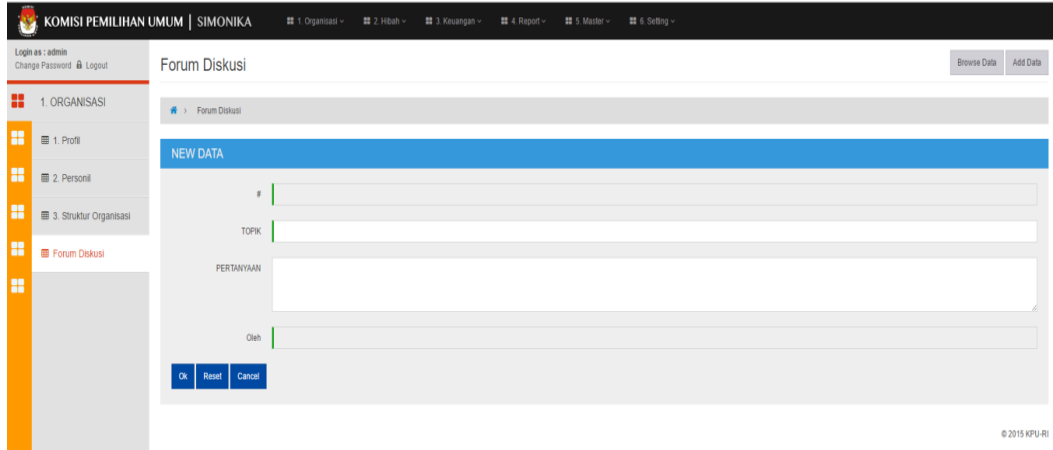 KOMISI PEMILIHAN UMUM | SIMONIKA
1. Organisasi
2. Hibah
3. Keuangan
4. Report
5. Master
6. Setting
Login as : admin
Change Password Logout
Forum Diskusi
Browse Data
Add Data
1. ORGANISASI
1. Profil
2. Personil
3. Struktur Organisasi
Forum Diskusi
> Forum Diskusi
NEW DATA
#
TOPIK
PERTANYAAN
Oleh
Ok
Reset
Cancel
© 2015 KPU-RI